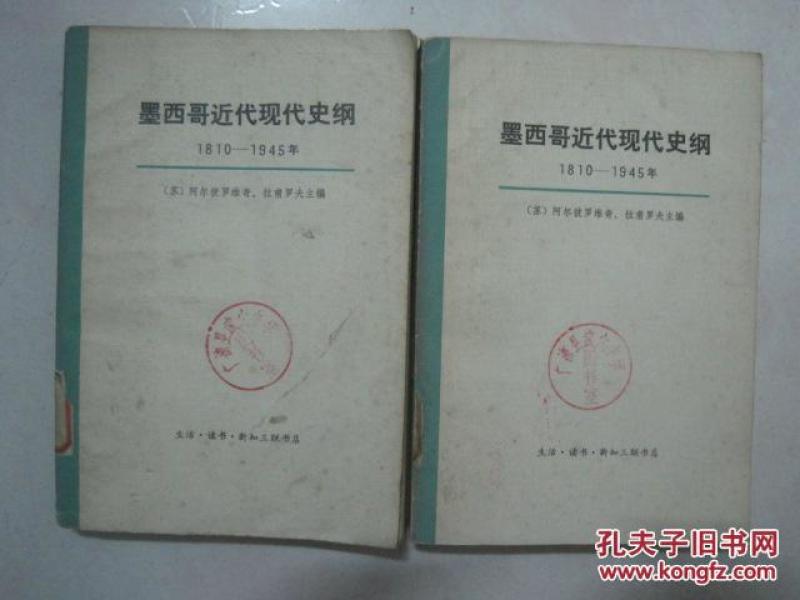 墨西哥近代现代史纲
1810—1945年
（苏）阿尔彼罗维奇、拉甫罗夫主编
生活·读书·新知三联书店
墨西哥近代现代史纲
1810—1945年
（苏）阿尔彼罗维奇、拉甫罗夫主编
生活·读书·新知三联书店
孔夫子旧书网
www.kongfz.com